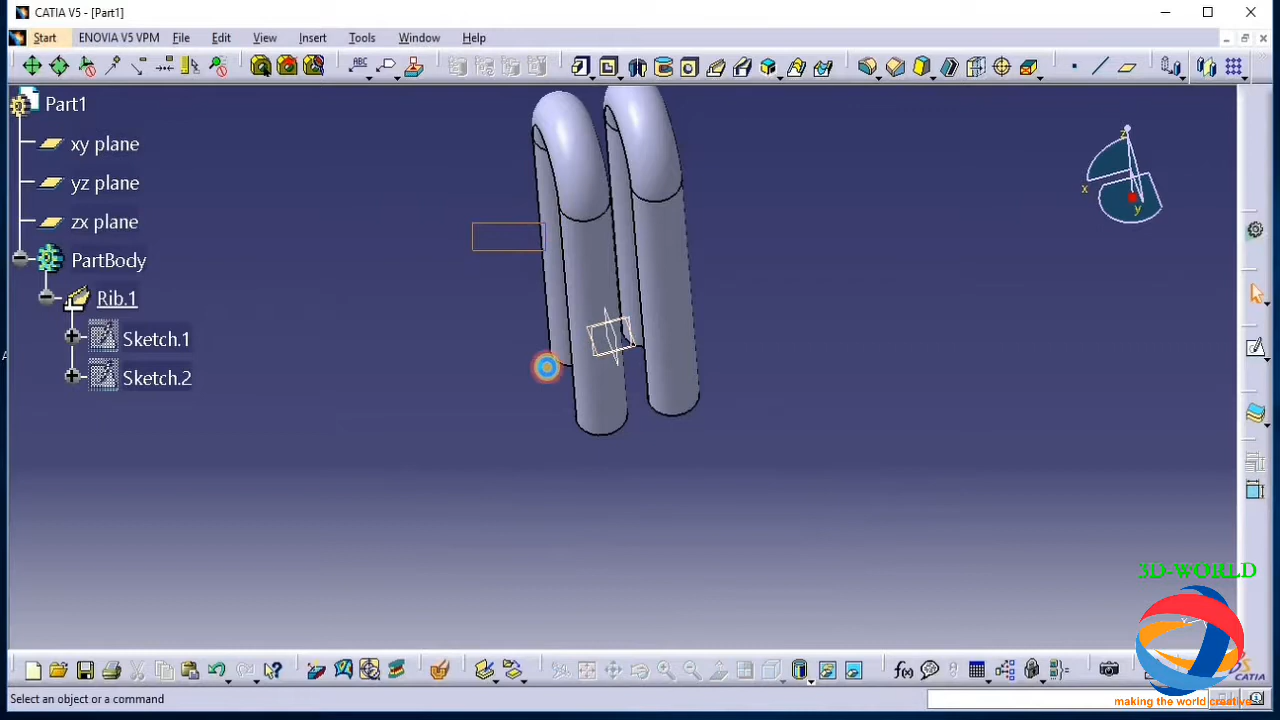 CATIA V5 - [Part1]
Start ENOVIA V5 VPM File Edit View Insert Tools Window Help
Part1
xy plane
yz plane
zx plane
PartBody
Rib.1
Sketch.1
Sketch.2
z
x
y
ABC
3D-WORLD
f(x)
CATIA
making the world creative
Select an object or a command